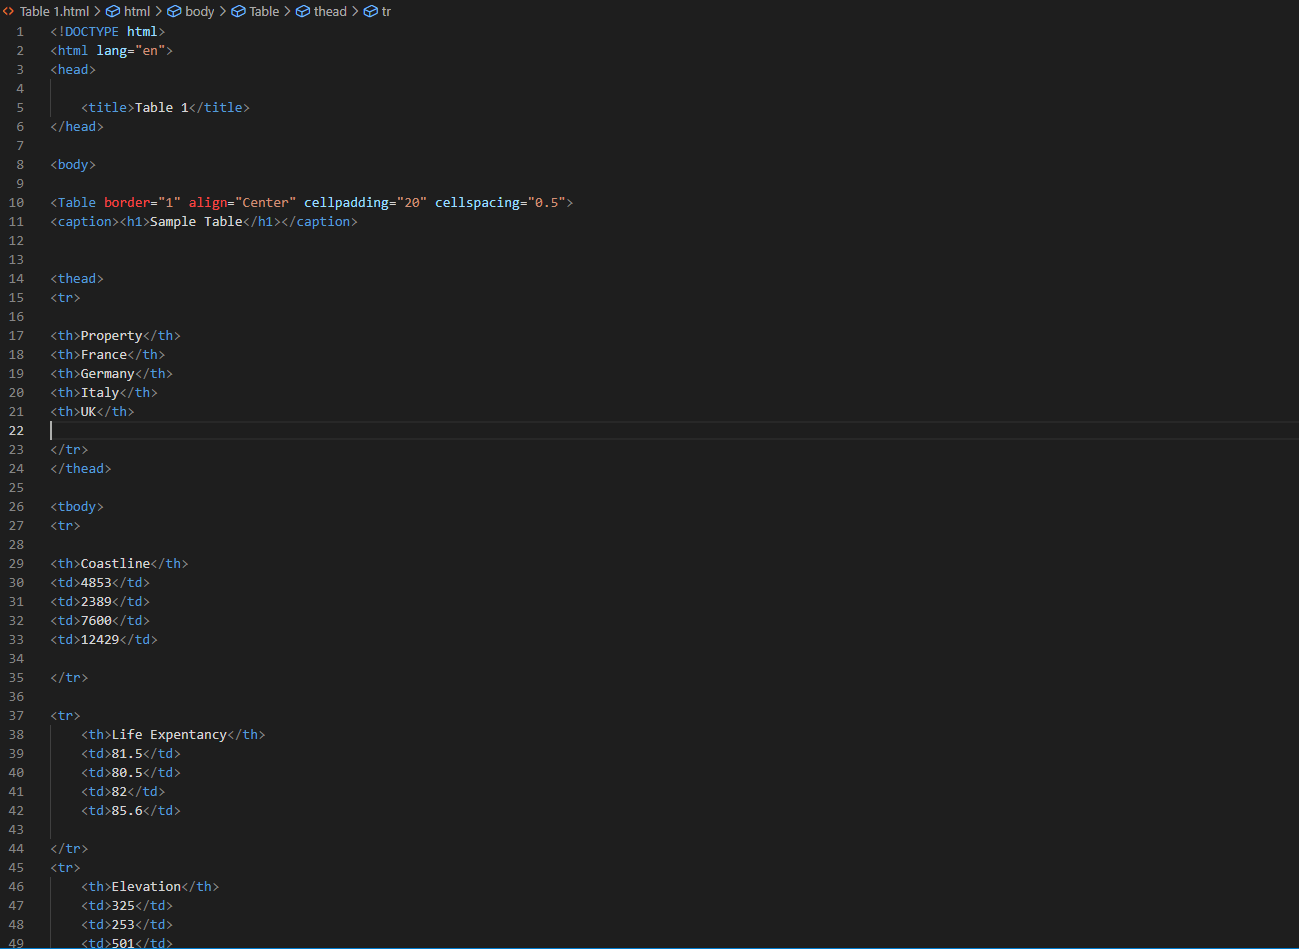 Table 1.html > html > body > Table > thead > tr
1 <!DOCTYPE html>
2 <html lang="en">
3 <head>
4
5 <title>Table 1</title>
6 </head>
7
8 <body>
9
10 <Table border="1" align="Center" cellpadding="20" cellspacing="0.5">
11 <caption><h1>Sample Table</h1></caption>
12
13
14 <thead>
15 <tr>
16
17 <th>Property</th>
18 <th>France</th>
19 <th>Germany</th>
20 <th>Italy</th>
21 <th>UK</th>
22
23 </tr>
24 </thead>
25
26 <tbody>
27 <tr>
28
29 <th>Coastline</th>
30 <td>4853</td>
31 <td>2389</td>
32 <td>7600</td>
33 <td>12429</td>
34
35 </tr>
36
37 <tr>
38 <th>Life Expentancy</th>
39 <td>81.5</td>
40 <td>80.5</td>
41 <td>82</td>
42 <td>85.6</td>
43
44 </tr>
45 <tr>
46 <th>Elevation</th>
47 <td>325</td>
48 <td>253</td>
49 <td>501</td>